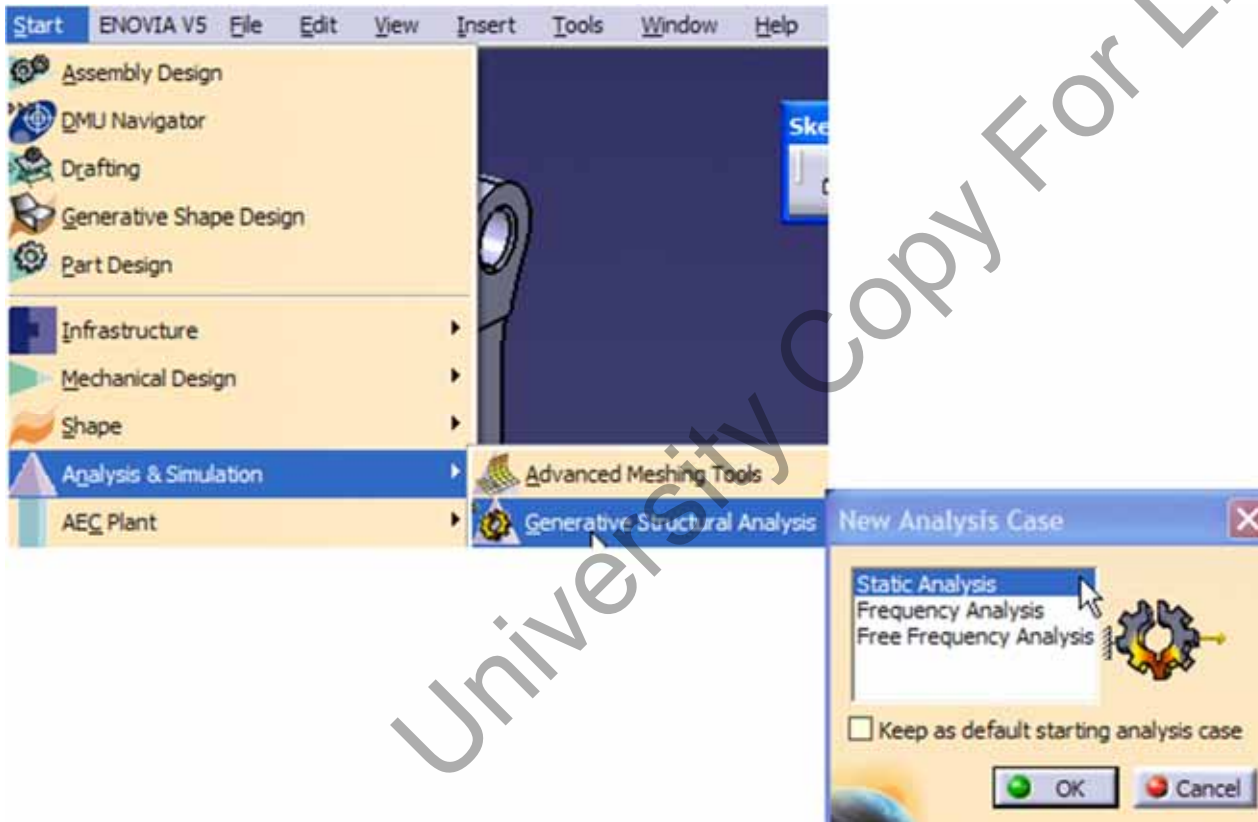 Start ENOVIA V5 File Edit View Insert Tools Window Help
Assembly Design
DMU Navigator
Drafting
Generative Shape Design
Part Design
Infrastructure
Mechanical Design
Shape
Analysis & Simulation
AEC Plant
Advanced Meshing Tools
Generative Structural Analysis
New Analysis Case
Static Analysis
Frequency Analysis
Free Frequency Analysis
Keep as default starting analysis case
OK Cancel
University Copy For